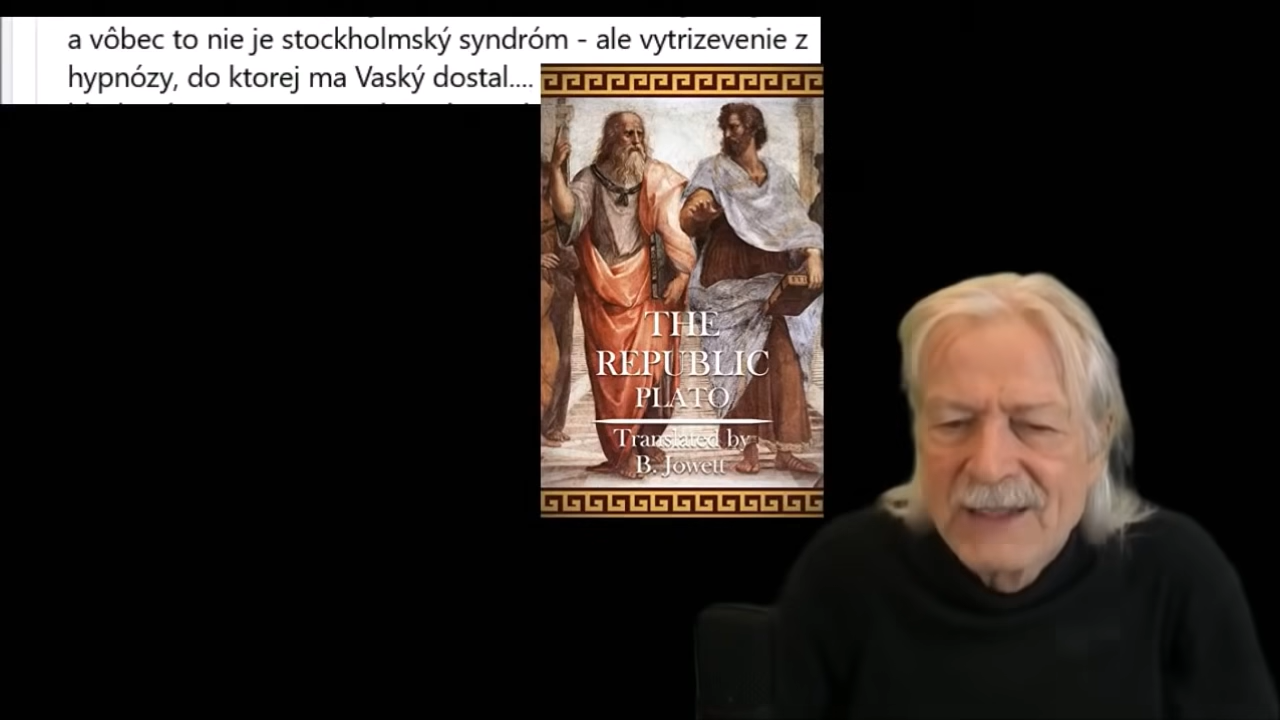 a vôbec to nie je stockholmský syndróm - ale vytrizevenie z
hypnózy, do ktorej ma Vaský dostal....
THE
REPUBLIC
PLATO
Translated by
B. Jowett